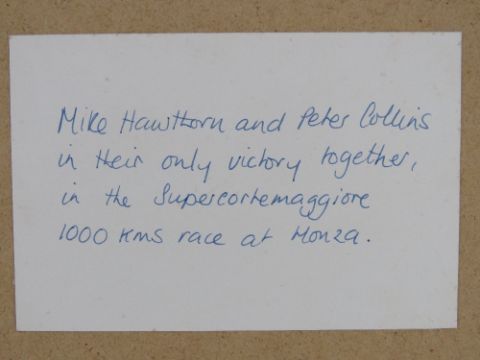 Mike Hawthorn and Peter Collins
in their only victory together,
in the Supercortemaggiore
1000 Kms race at Monza.